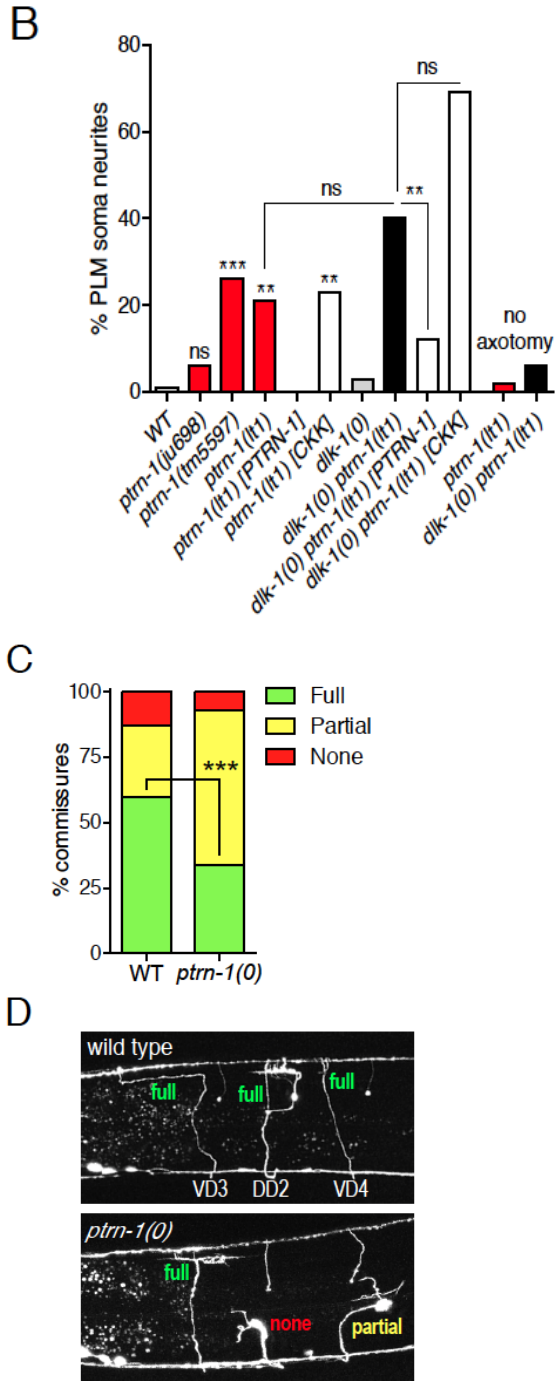 B
80
60
40
20
0
% PLM soma neurites
ns
ns
**
***
**
**
ns
no
axotomy
WT
ptrn-1(ju698)
ptrn-1(tm5597)
ptrn-1(lt1)
ptrn-1(lt1) [PTRN-1]
ptrn-1(lt1) [CKK]
dlk-1(0)
dlk-1(0) ptrn-1(lt1)
dlk-1(0) ptrn-1(lt1) [PTRN-1]
dlk-1(0) ptrn-1(lt1) [CKK]
ptrn-1(lt1)
dlk-1(0) ptrn-1(lt1)
C
100
75
50
25
0
% commissures
***
Full
Partial
None
WT ptrn-1(0)
D
wild type
full full full
VD3 DD2 VD4
ptrn-1(0)
full
none partial